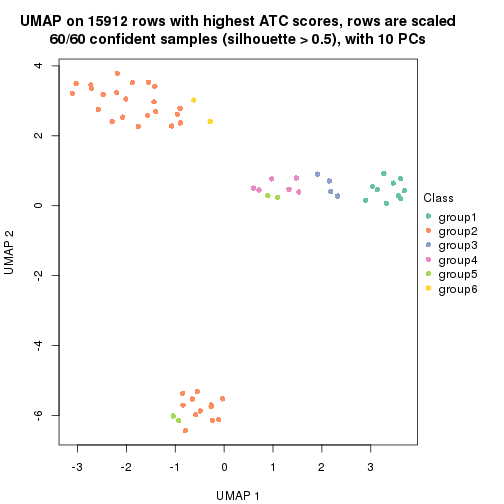 UMAP on 15912 rows with highest ATC scores, rows are scaled
60/60 confident samples (silhouette > 0.5), with 10 PCs
4
2
0
-2
-4
-6
UMAP 2
-3
-2
-1
0
1
2
3
UMAP 1
Class
group1
group2
group3
group4
group5
group6